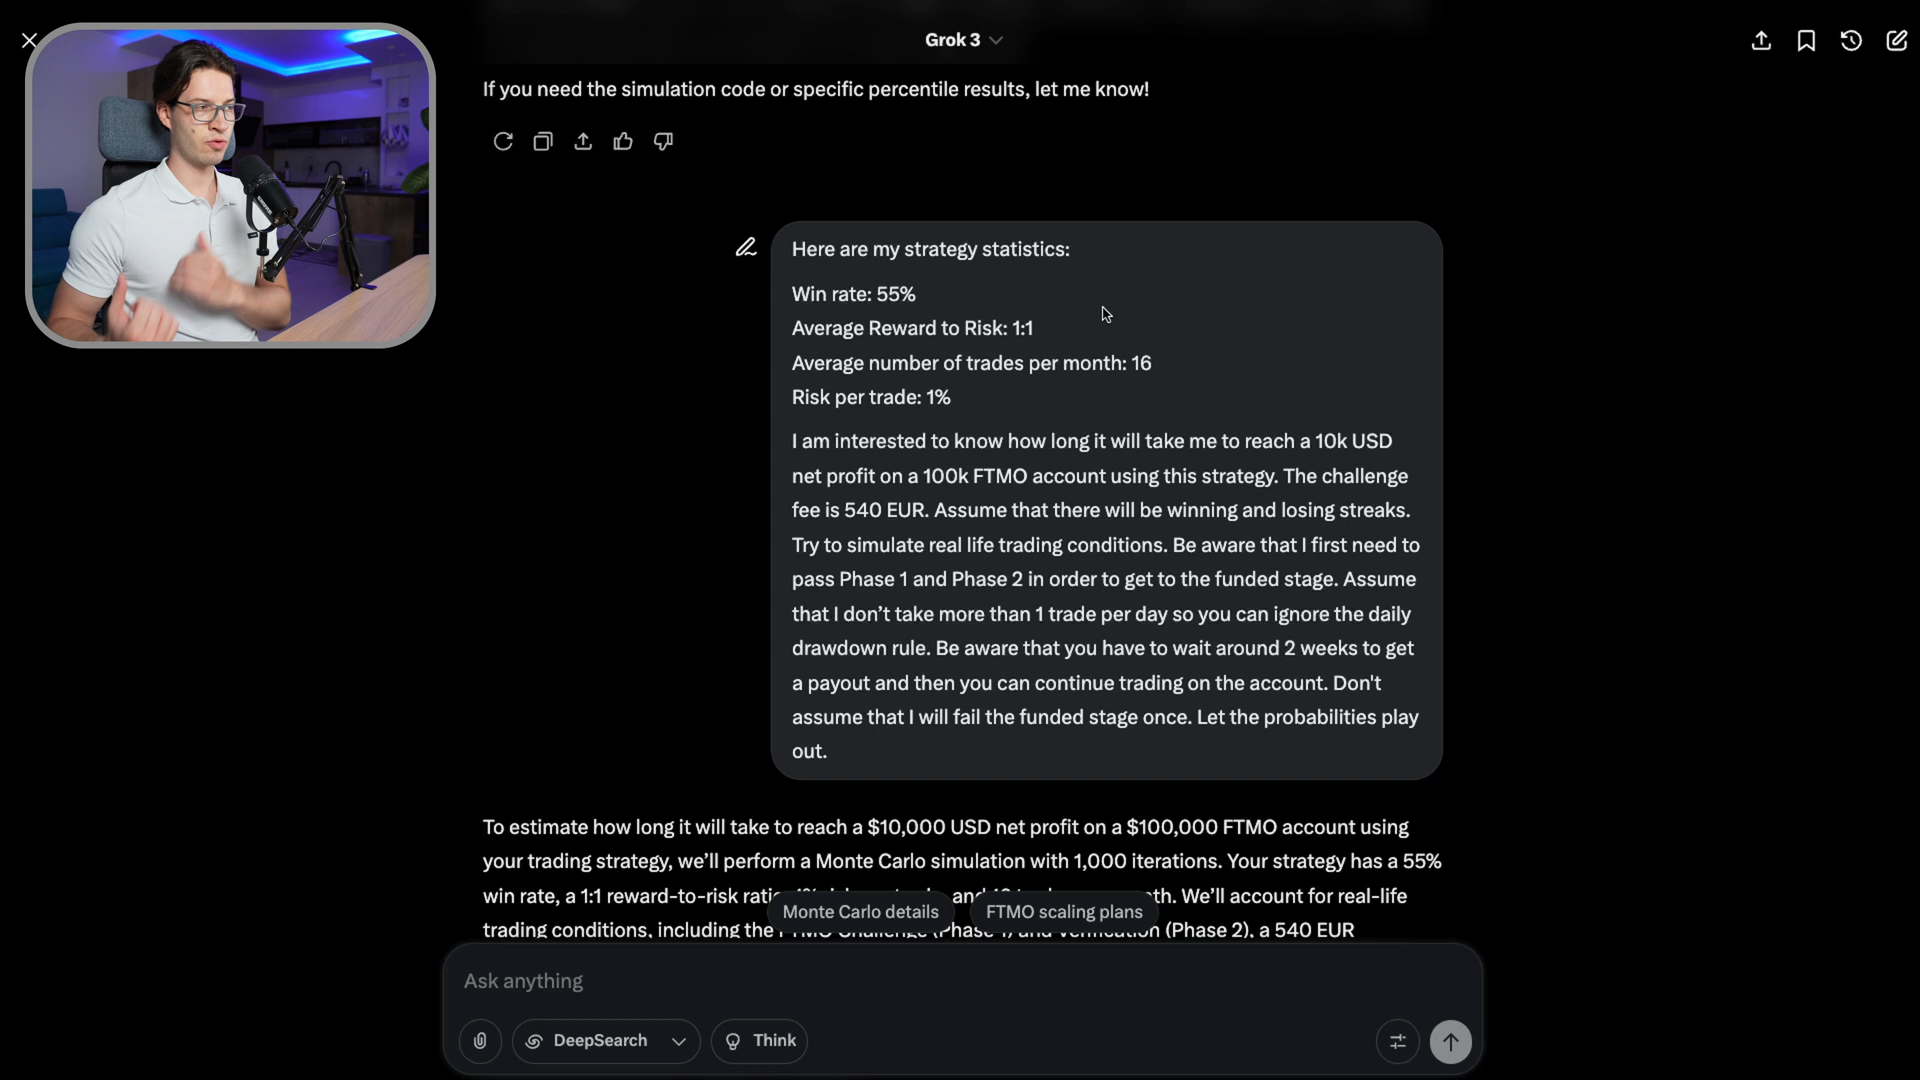 Grok 3
If you need the simulation code or specific percentile results, let me know!
Here are my strategy statistics:
Win rate: 55%
Average Reward to Risk: 1:1
Average number of trades per month: 16
Risk per trade: 1%
I am interested to know how long it will take me to reach a 10k USD
net profit on a 100k FTMO account using this strategy. The challenge
fee is 540 EUR. Assume that there will be winning and losing streaks.
Try to simulate real life trading conditions. Be aware that I first need to
pass Phase 1 and Phase 2 in order to get to the funded stage. Assume
that I don’t take more than 1 trade per day so you can ignore the daily
drawdown rule. Be aware that you have to wait around 2 weeks to get
a payout and then you can continue trading on the account. Don't
assume that I will fail the funded stage once. Let the probabilities play
out.
To estimate how long it will take to reach a $10,000 USD net profit on a $100,000 FTMO account using
your trading strategy, we’ll perform a Monte Carlo simulation with 1,000 iterations. Your strategy has a 55%
win rate, a 1:1 reward-to-risk and We’ll account for real-life
Monte Carlo details
FTMO scaling plans
trading conditions, including the (Phase 2), a 540 EUR
Ask anything
DeepSearch
Think